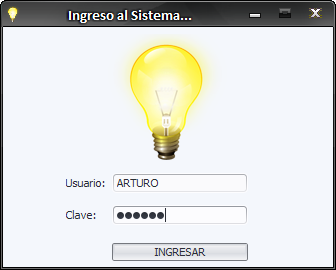 Ingreso al Sistema...
Usuario: ARTURO
Clave: ●●●●●●
INGRESAR